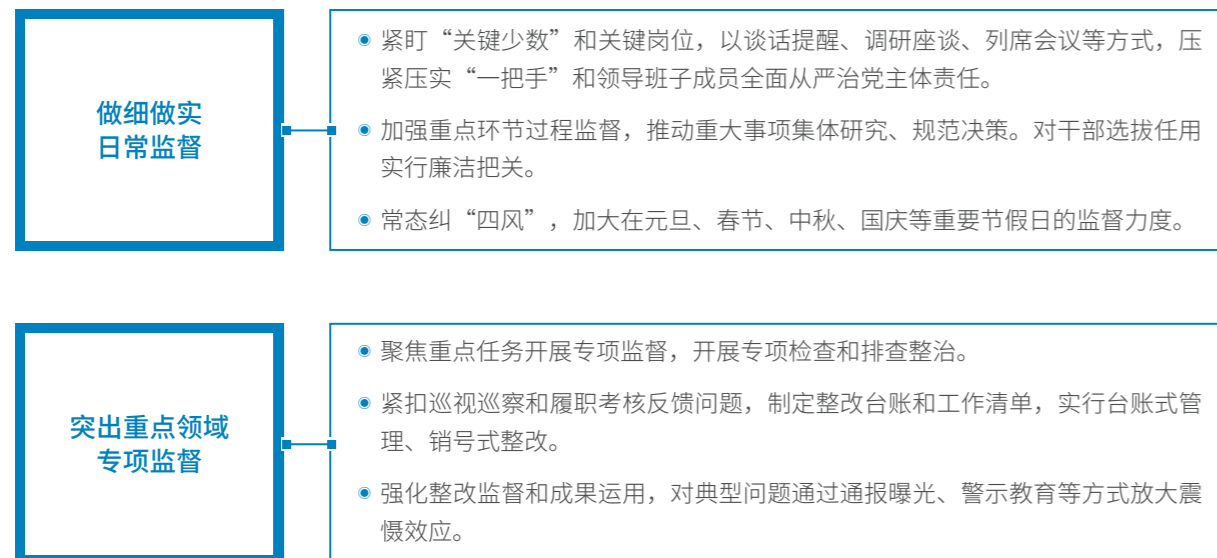 做细做实
日常监督
紧盯“关键少数”和关键岗位，以谈话提醒、调研座谈、列席会议等方式，压
紧压实“一把手”和领导班子成员全面从严治党主体责任。
加强重点环节过程监督，推动重大事项集体研究、规范决策。对干部选拔任用
实行廉洁把关。
常态纠“四风”，加大在元旦、春节、中秋、国庆等重要节假日的监督力度。
突出重点领域
专项监督
聚焦重点任务开展专项监督，开展专项检查和排查整治。
紧扣巡视巡察和履职考核反馈问题，制定整改台账和工作清单，实行台账式管
理、销号式整改。
强化整改监督和成果运用，对典型问题通过通报曝光、警示教育等方式放大震
慑效应。